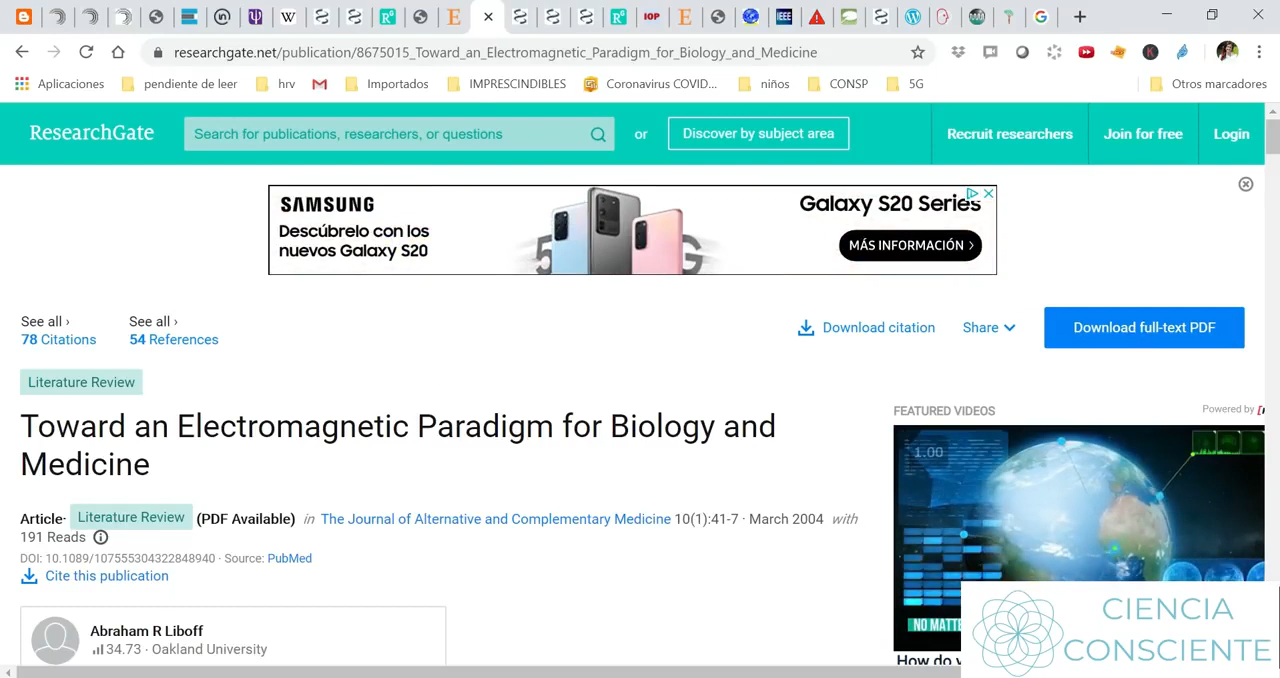 IOP
IEEE
researchgate.net/publication/8675015_Toward_an_Electromagnetic_Paradigm_for_Biology_and_Medicine
Aplicaciones
pendiente de leer
hrv
Importados
IMPRESCINDIBLES
Coronavirus COVID...
niños
CONSP
5G
Otros marcadores
ResearchGate
Search for publications, researchers, or questions
or
Discover by subject area
Recruit researchers
Join for free
Login
SAMSUNG
Descúbrelo con los
nuevos Galaxy S20
5G
Galaxy S20 Series
MÁS INFORMACIÓN >
See all ›
78 Citations
See all ›
54 References
Download citation
Share
Download full-text PDF
Literature Review
Toward an Electromagnetic Paradigm for Biology and
Medicine
FEATURED VIDEOS
Powered by
1.00
NO MATTE
How do
Article· Literature Review (PDF Available) in The Journal of Alternative and Complementary Medicine 10(1):41-7 · March 2004 with
191 Reads
DOI: 10.1089/107555304322848940 · Source: PubMed
Cite this publication
Abraham R Liboff
34.73 · Oakland University
CIENCIA
CONSCIENTE